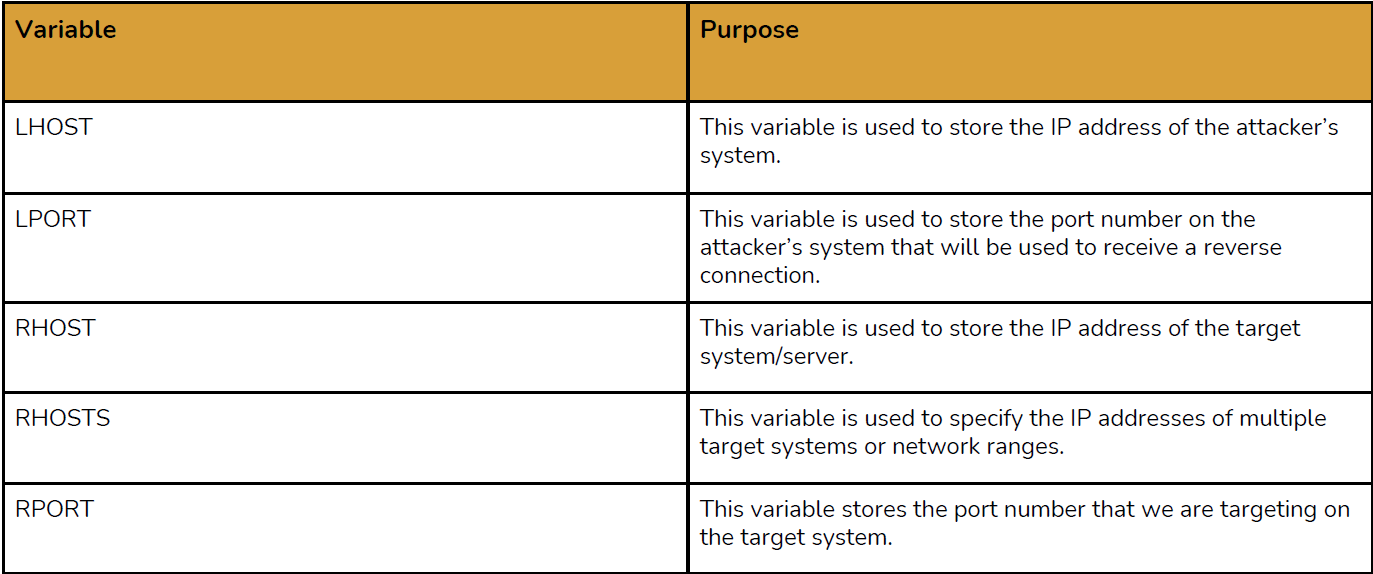 Variable
Purpose
LHOST
This variable is used to store the IP address of the attacker’s
system.
LPORT
This variable is used to store the port number on the
attacker’s system that will be used to receive a reverse
connection.
RHOST
This variable is used to store the IP address of the target
system/server.
RHOSTS
This variable is used to specify the IP addresses of multiple
target systems or network ranges.
RPORT
This variable stores the port number that we are targeting on
the target system.